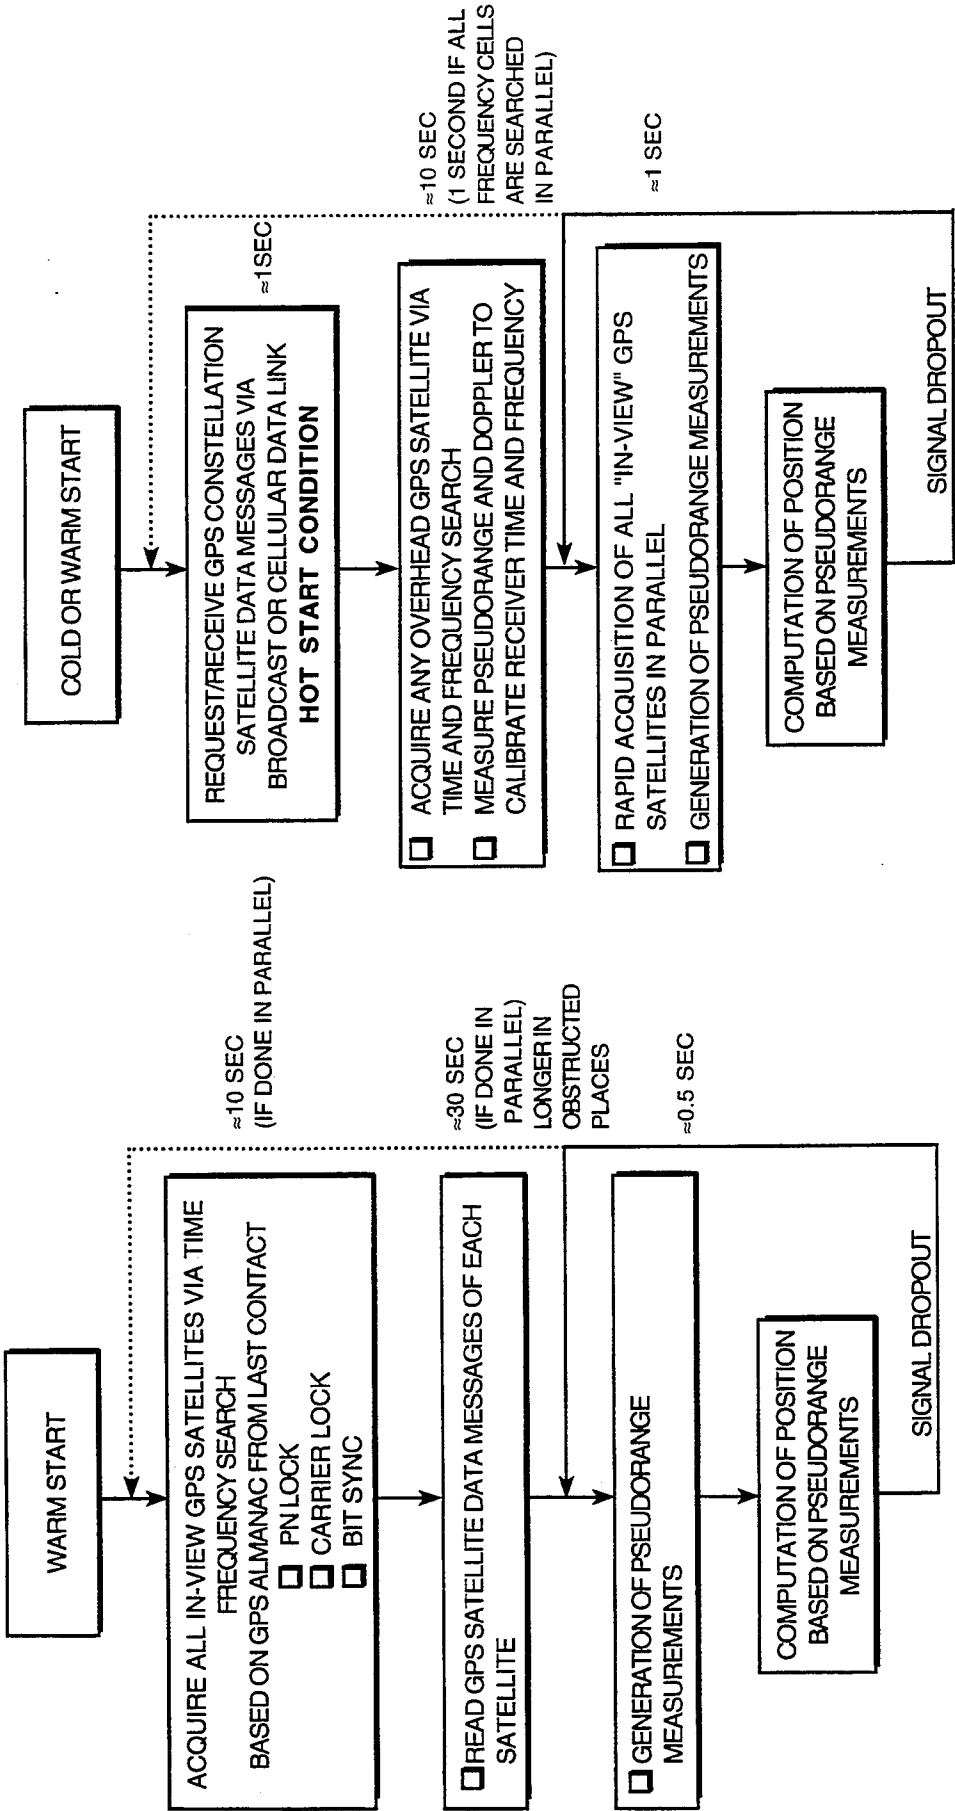 WARM START
ACQUIRE ALL IN-VIEW GPS SATELLITES VIA TIME
FREQUENCY SEARCH
BASED ON GPS ALMANAC FROM LAST CONTACT
PN LOCK
CARRIER LOCK
BIT SYNC
≈10 SEC
(IF DONE IN PARALLEL)
READ GPS SATELLITE DATA MESSAGES OF EACH
SATELLITE
≈30 SEC
(IF DONE IN
PARALLEL)
LONGER IN
OBSTRUCTED
PLACES
GENERATION OF PSEUDORANGE
MEASUREMENTS
≈0.5 SEC
COMPUTATION OF POSITION
BASED ON PSEUDORANGE
MEASUREMENTS
SIGNAL DROPOUT
COLD OR WARM START
REQUEST/RECEIVE GPS CONSTELLATION
SATELLITE DATA MESSAGES VIA
BROADCAST OR CELLULAR DATA LINK
HOT START CONDITION
≈1SEC
ACQUIRE ANY OVERHEAD GPS SATELLITE VIA
TIME AND FREQUENCY SEARCH
MEASURE PSEUDORANGE AND DOPPLER TO
CALIBRATE RECEIVER TIME AND FREQUENCY
≈10 SEC
(1 SECOND IF ALL
FREQUENCY CELLS
ARE SEARCHED
IN PARALLEL)
RAPID ACQUISITION OF ALL "IN-VIEW" GPS
SATELLITES IN PARALLEL
GENERATION OF PSEUDORANGE MEASUREMENTS
≈1 SEC
COMPUTATION OF POSITION
BASED ON PSEUDORANGE
MEASUREMENTS
SIGNAL DROPOUT